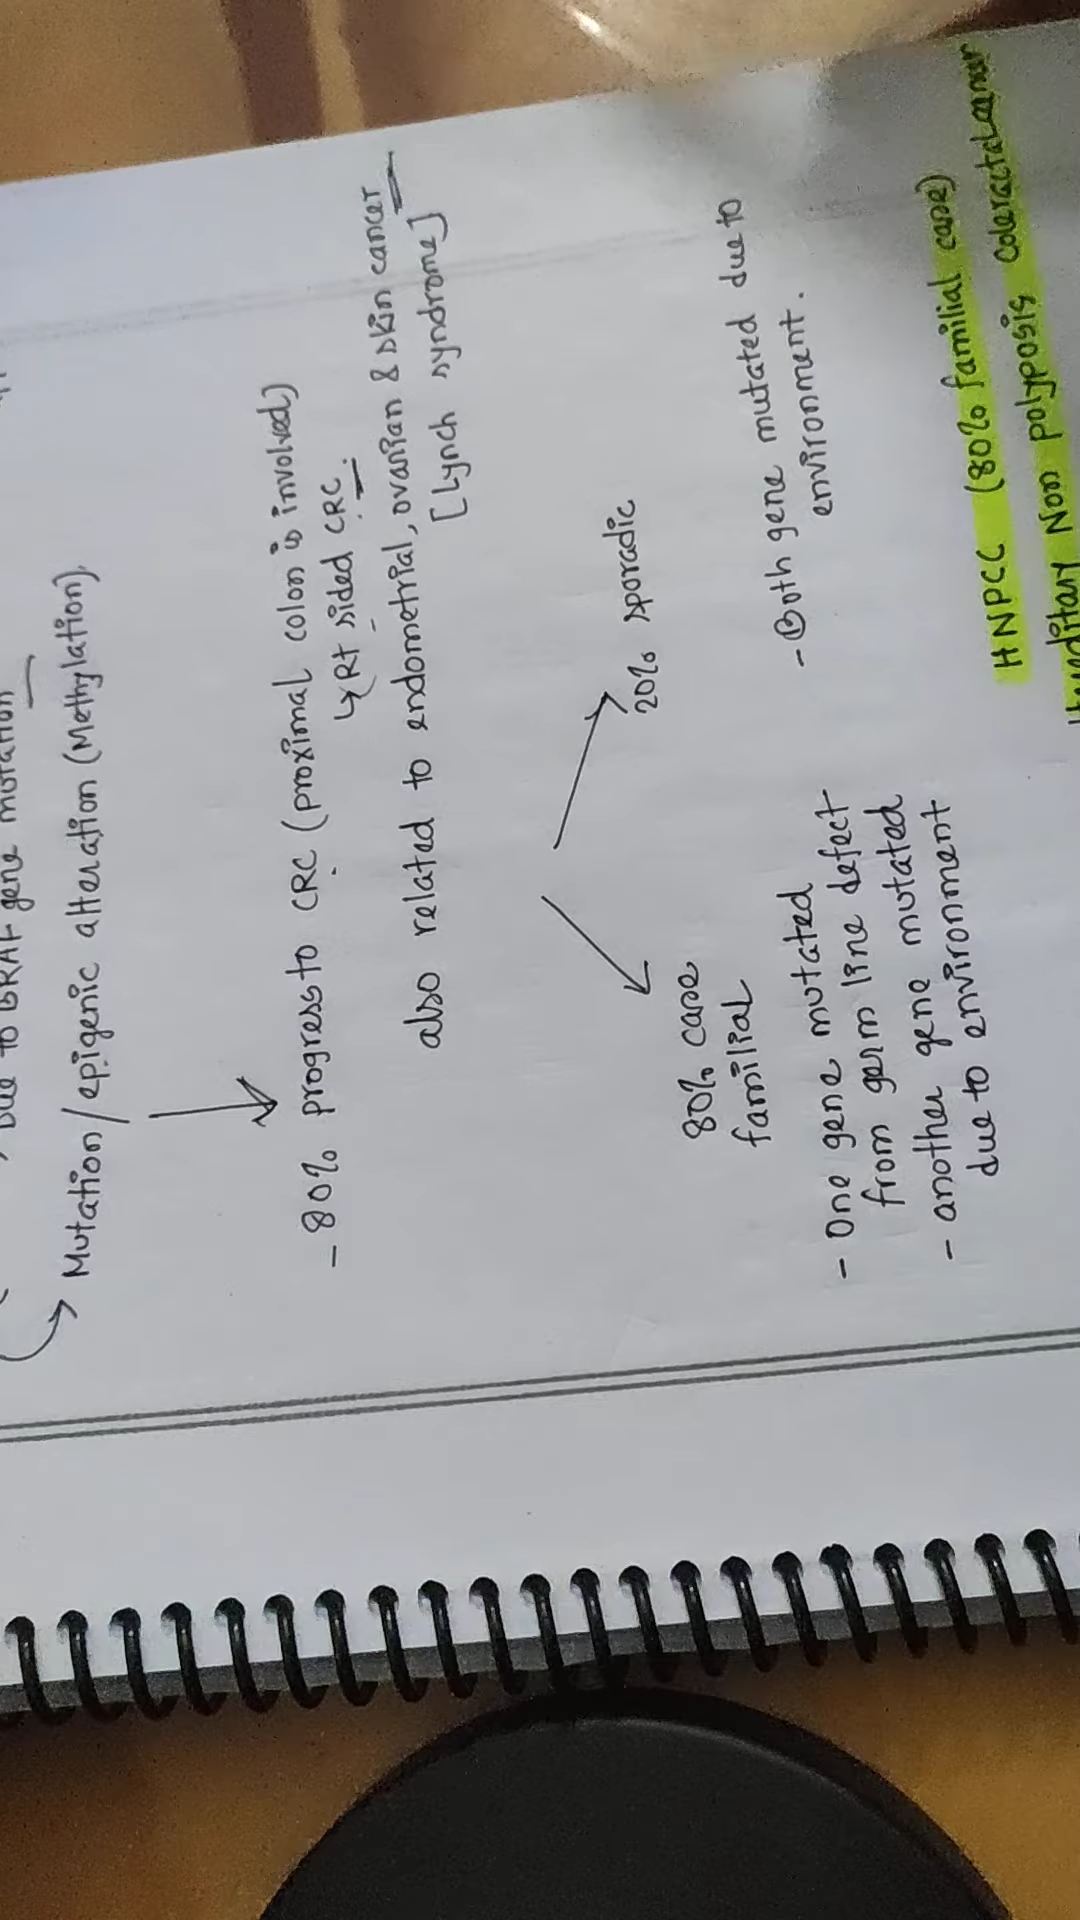 due to BRAF gene mutation
Mutation/epigenic alteration (Methylation)
- 80% progress to CRC (proximal colon is involved)
Rt sided CRC.
also related to endometrial, ovarian & skin cancer
[Lynch syndrome]
80% case
familial
20% sporadic
- One gene mutated
from germ line defect
- another gene mutated
due to environment
- Both gene mutated due to
environment.
HNPCC (80% familial case)
Non polyposis coleractal cancer